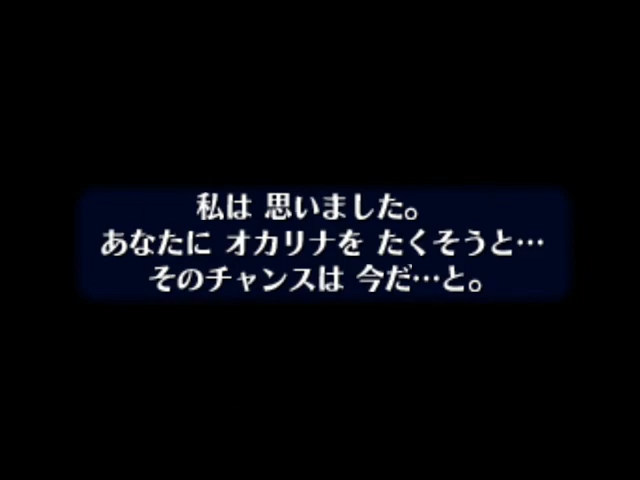 私は 思いました。
あなたに オカリナを たくそうと…
そのチャンスは 今だ…と。